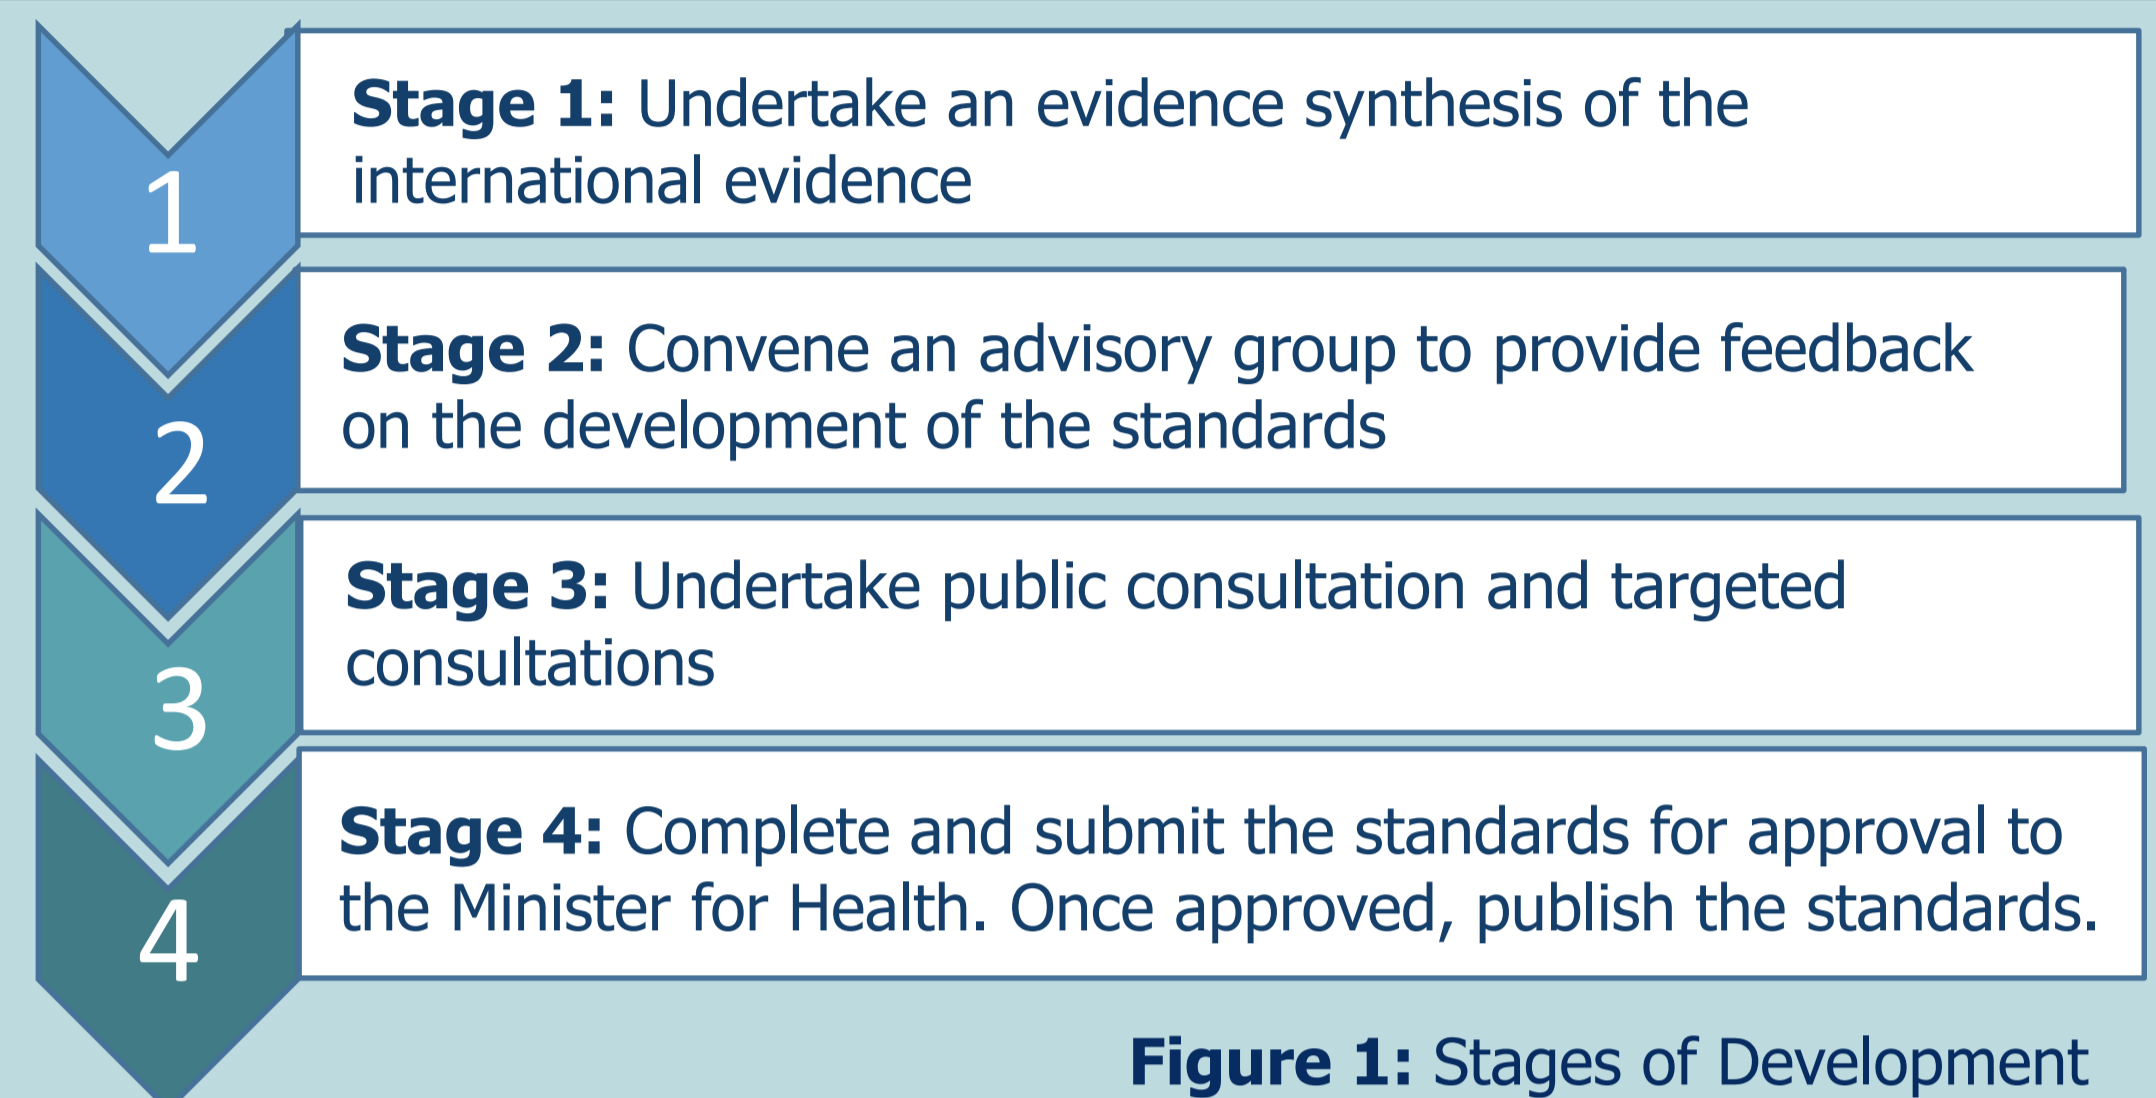 1
Stage 1: Undertake an evidence synthesis of the
international evidence
2
Stage 2: Convene an advisory group to provide feedback
on the development of the standards
3
Stage 3: Undertake public consultation and targeted
consultations
4
Stage 4: Complete and submit the standards for approval to
the Minister for Health. Once approved, publish the standards.
Figure 1: Stages of Development